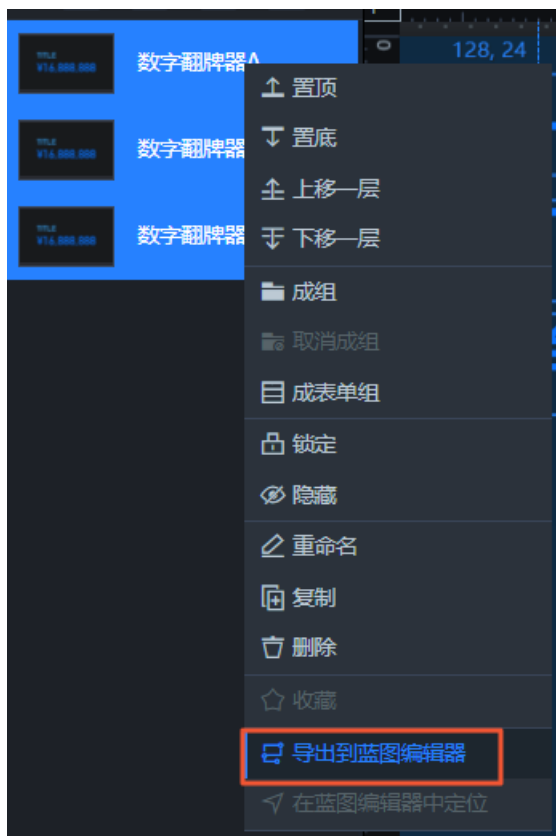 0
128, 24
TITLE
¥16,888,888
数字翻牌器A
TITLE
¥16,888,888
数字翻牌器
TITLE
¥16,888,888
数字翻牌器
置顶
置底
上移一层
下移一层
成组
取消成组
成表单组
锁定
隐藏
重命名
复制
删除
收藏
导出到蓝图编辑器
在蓝图编辑器中定位